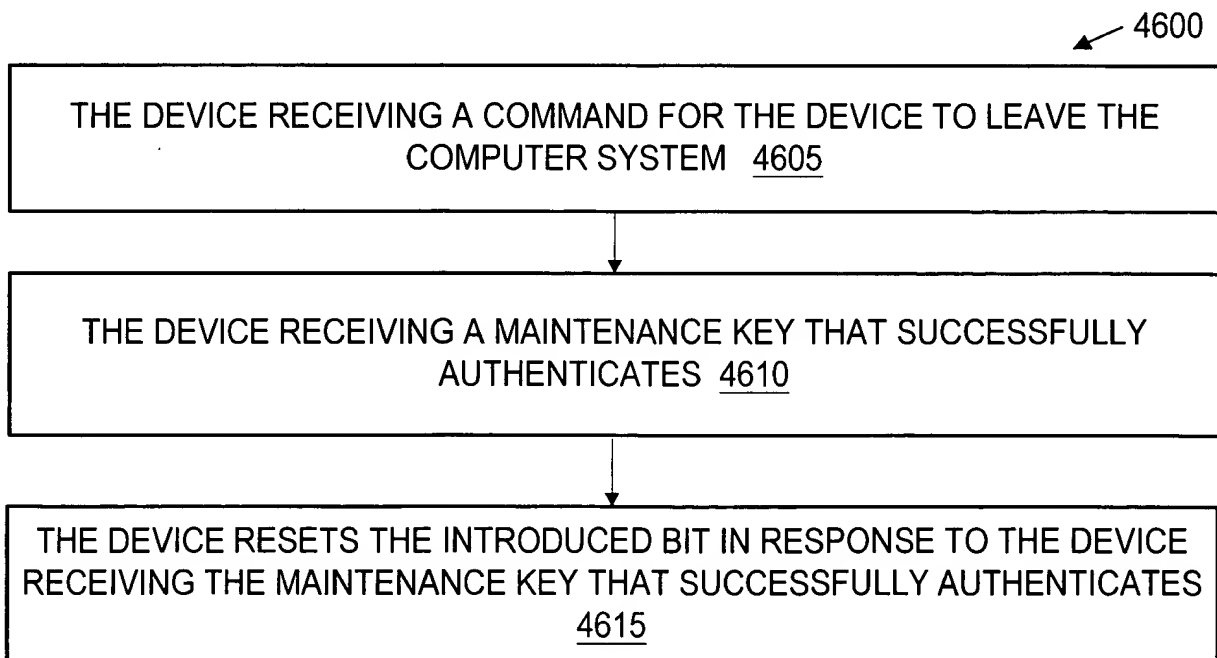 4600
THE DEVICE RECEIVING A COMMAND FOR THE DEVICE TO LEAVE THE
COMPUTER SYSTEM 4605
THE DEVICE RECEIVING A MAINTENANCE KEY THAT SUCCESSFULLY
AUTHENTICATES 4610
THE DEVICE RESETS THE INTRODUCED BIT IN RESPONSE TO THE DEVICE
RECEIVING THE MAINTENANCE KEY THAT SUCCESSFULLY AUTHENTICATES
4615